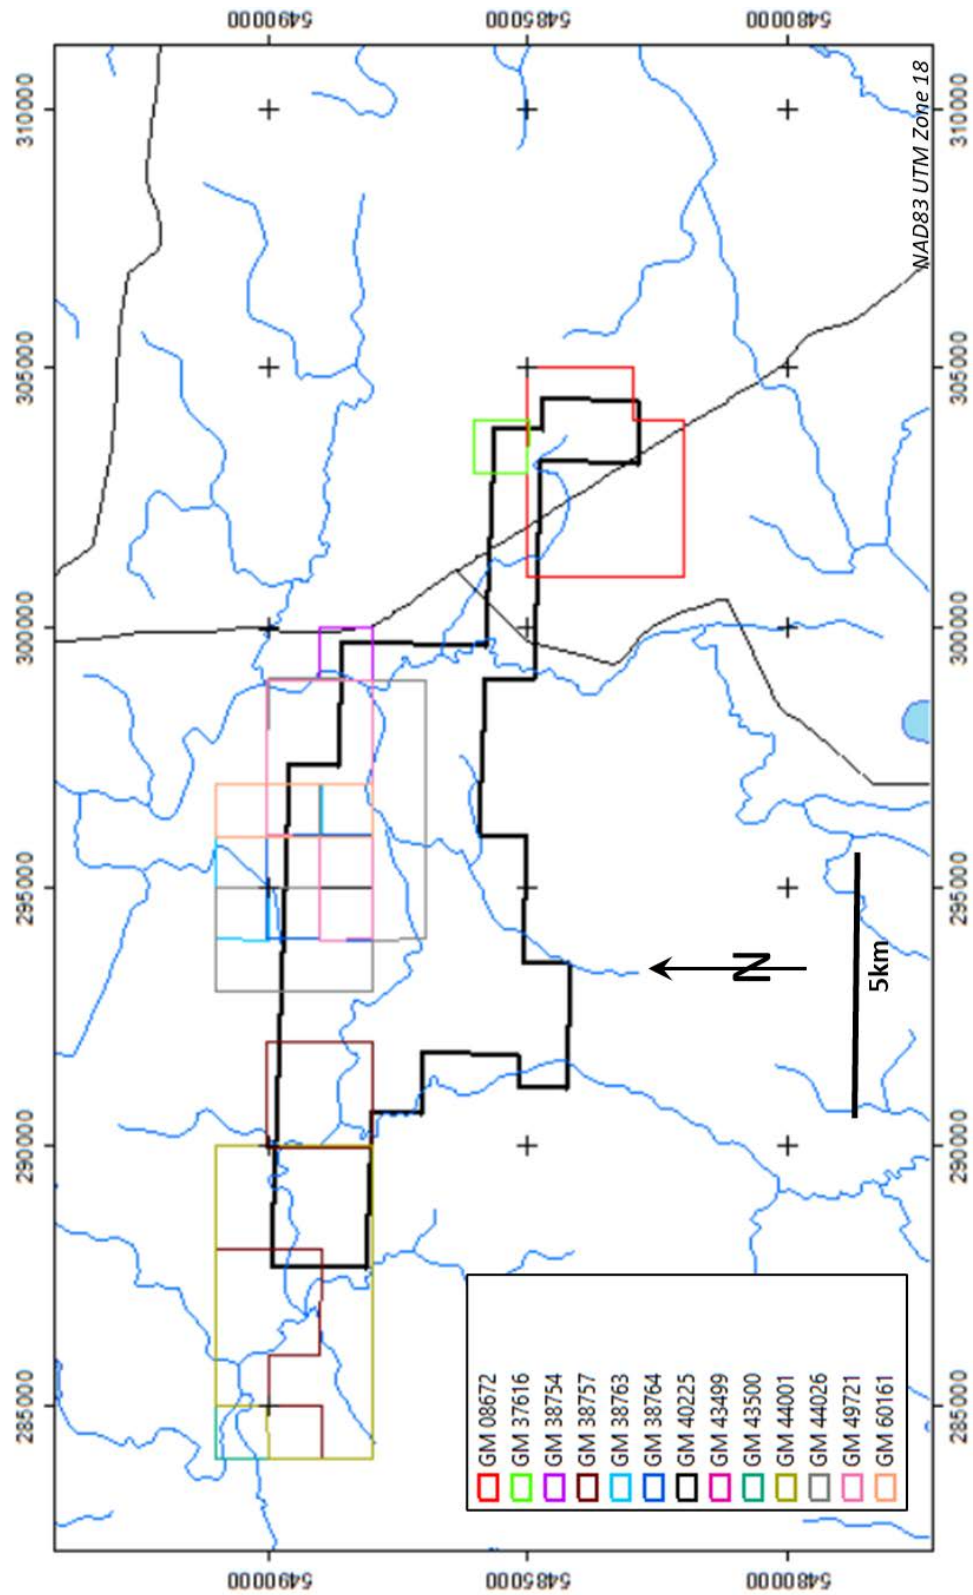 285000 290000 295000 300000 305000 310000
5490000 5490000
5485000 5485000
5480000 5480000
GM 08672
GM 37616
GM 38754
GM 38757
GM 38763
GM 38764
GM 40225
GM 43499
GM 43500
GM 44001
GM 44026
GM 49721
GM 60161
N
5km
NAD83 UTM Zone 18
285000 290000 295000 300000 305000 310000